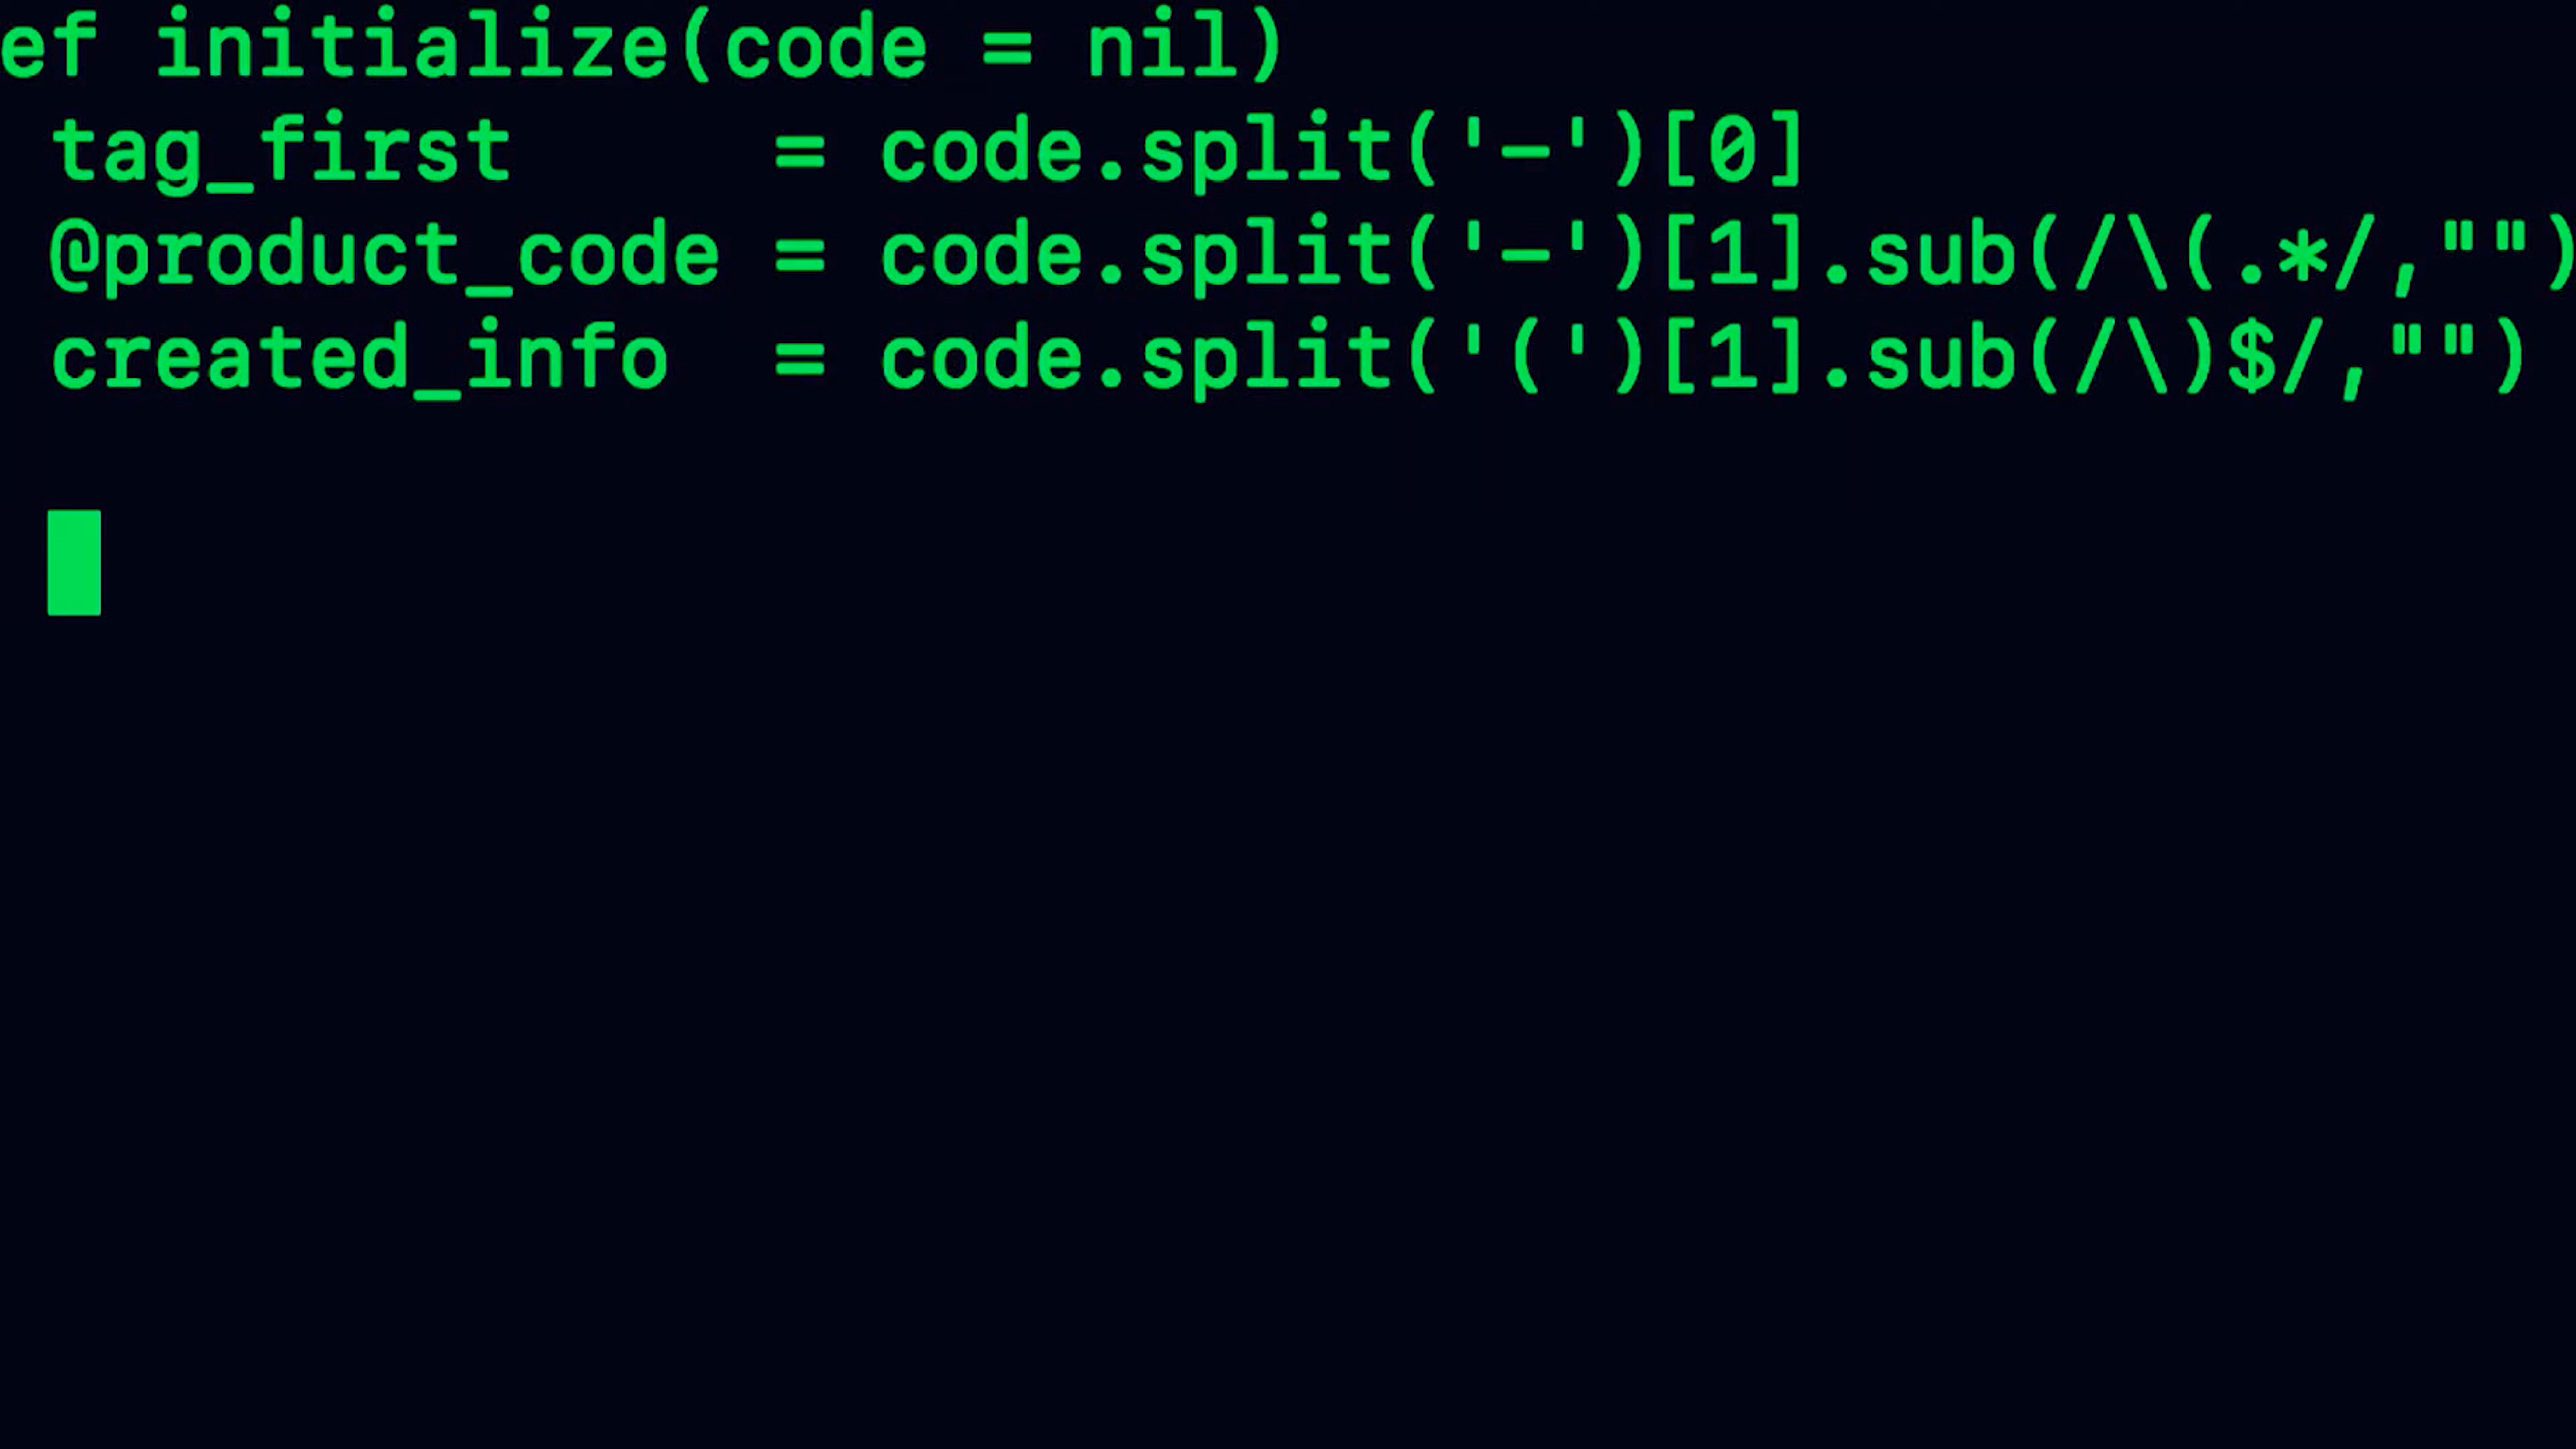 ef initialize(code = nil)
tag_first     = code.split('-')[0]
@product_code = code.split('-')[1].sub(/\(.*/,"")
created_info  = code.split('(')[1].sub(/\)$/,"")